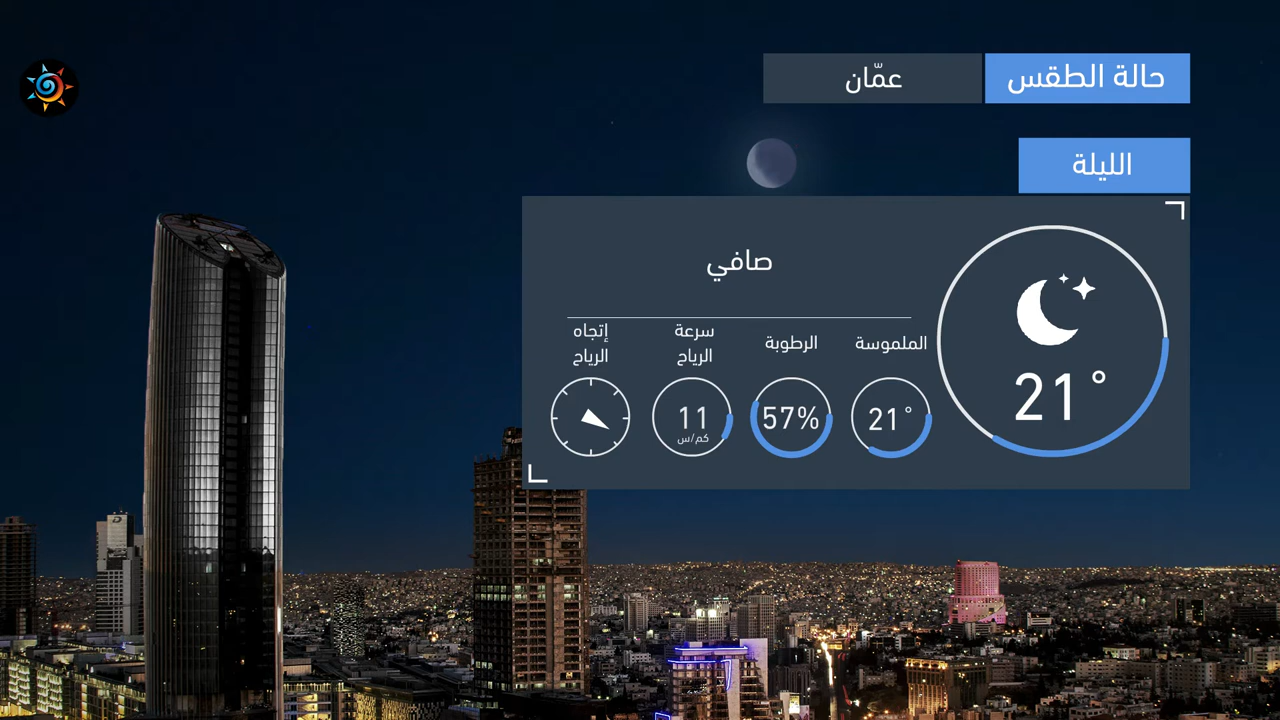 حالة الطقس
عمّان
الليلة
صافي
21°
الملموسة
21°
الرطوبة
57%
سرعة
الرياح
11
كم/س
إتجاه
الرياح